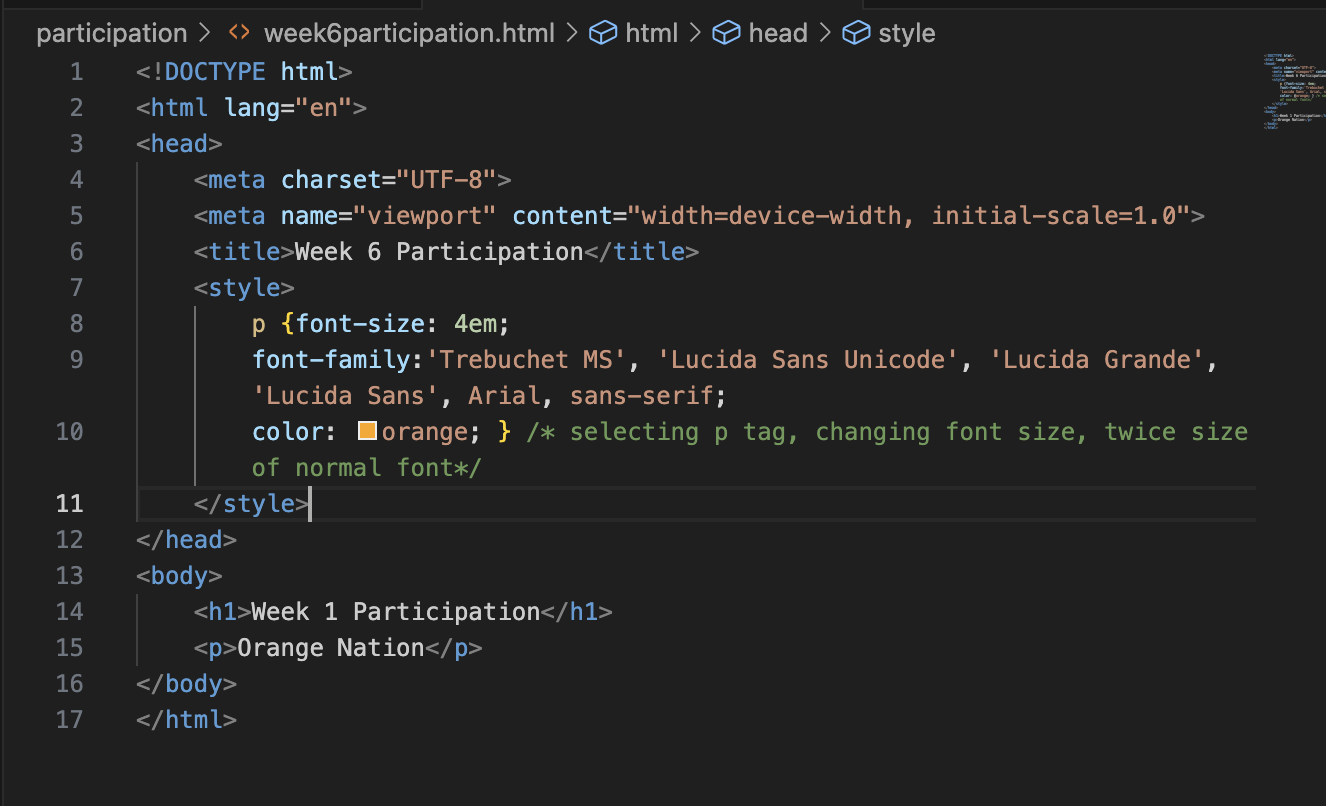 participation > <> week6participation.html > html > head > style
1 <!DOCTYPE html>
2 <html lang="en">
3 <head>
4 <meta charset="UTF-8">
5 <meta name="viewport" content="width=device-width, initial-scale=1.0">
6 <title>Week 6 Participation</title>
7 <style>
8 p {font-size: 4em;
9 font-family:'Trebuchet MS', 'Lucida Sans Unicode', 'Lucida Grande',
'Lucida Sans', Arial, sans-serif;
10 color: orange; } /* selecting p tag, changing font size, twice size
of normal font*/
11 </style>
12 </head>
13 <body>
14 <h1>Week 1 Participation</h1>
15 <p>Orange Nation</p>
16 </body>
17 </html>